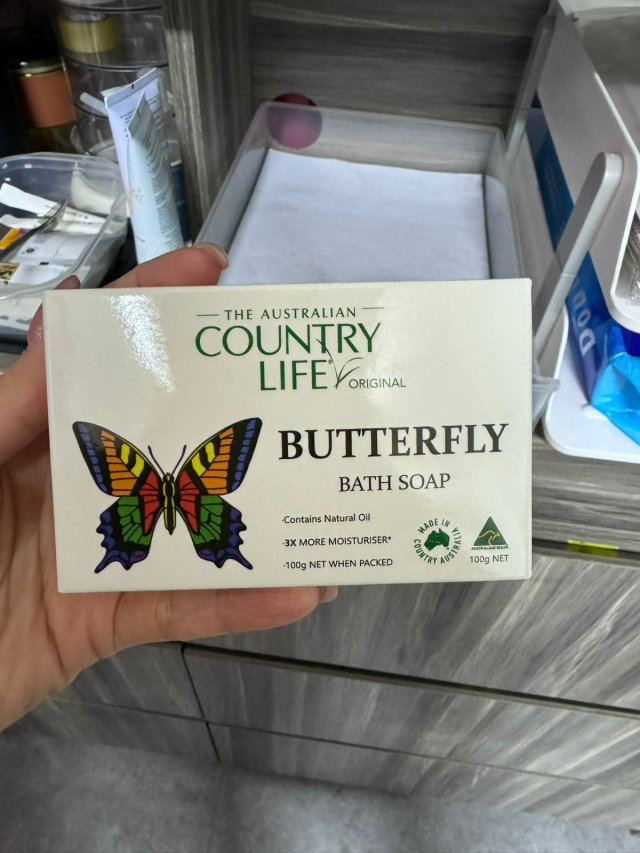 THE AUSTRALIAN
COUNTRY
LIFE®
ORIGINAL
BUTTERFLY
BATH SOAP
·Contains Natural Oil
·3X MORE MOISTURISER*
·100g NET WHEN PACKED
MADE IN
COUNTRY AUSTRALIA
AUSTRALIAN MADE
100g NET
Don